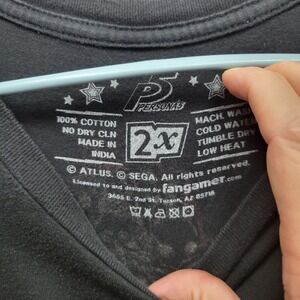 P5
PERSONA5
100% COTTON
NO DRY CLN
MADE IN
INDIA
2X
MACH. WASH
COLD WATER
TUMBLE DRY
LOW HEAT
© ATLUS. © SEGA. All rights reserved.
Licensed to and designed by fangamer.com
3665 E. 2nd St. Tucson, AZ 85716